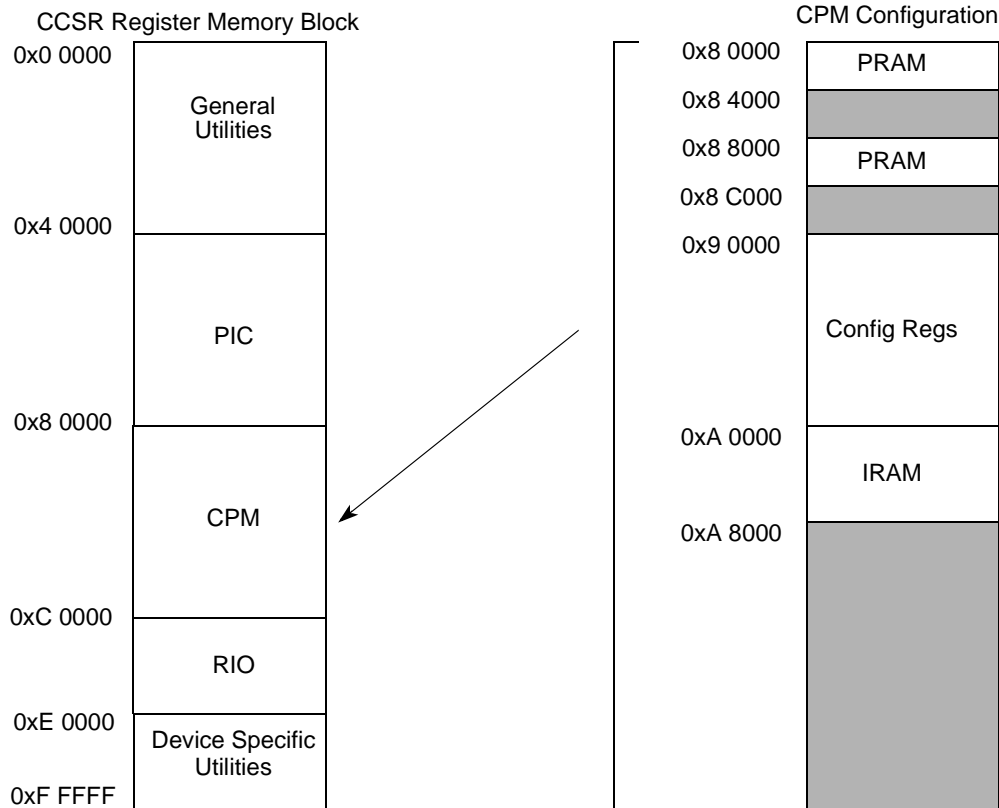 CCSR Register Memory Block
0x0 0000
General
Utilities
0x4 0000
PIC
0x8 0000
CPM
0xC 0000
RIO
0xE 0000
Device Specific
Utilities
0xF FFFF
CPM Configuration
0x8 0000
PRAM
0x8 4000
0x8 8000
PRAM
0x8 C000
0x9 0000
Config Regs
0xA 0000
IRAM
0xA 8000